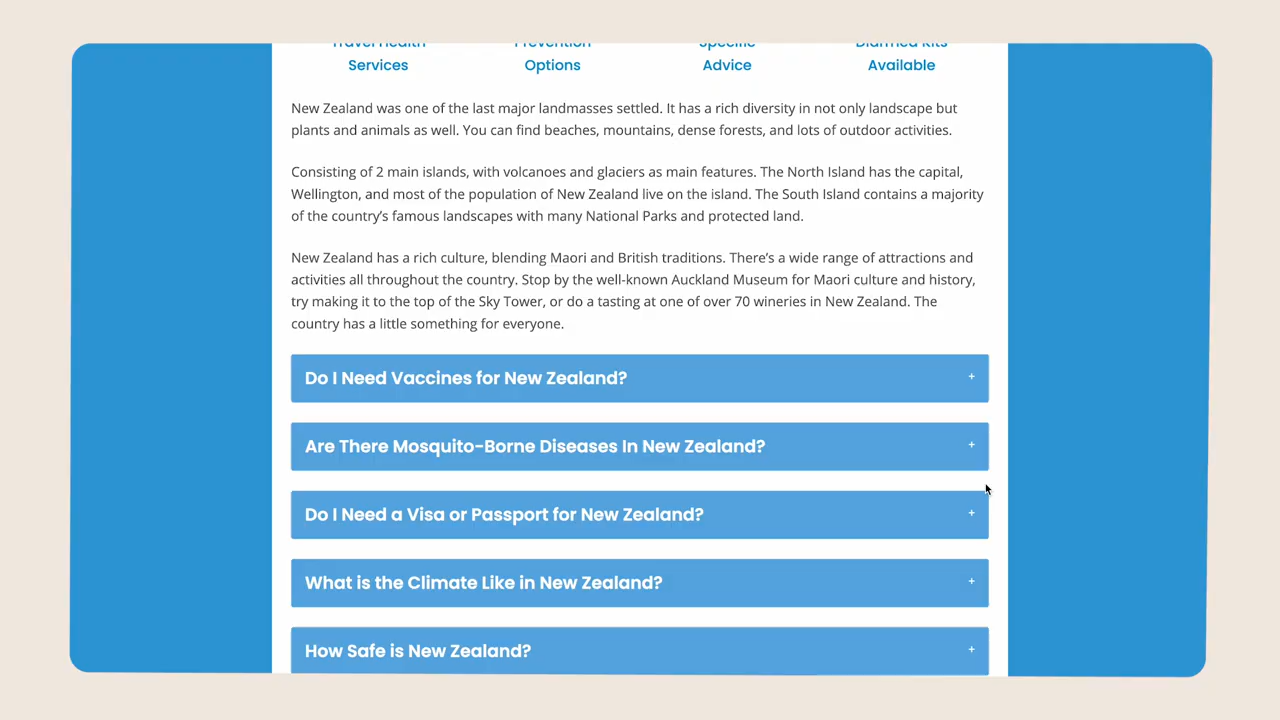 Travel Health Prevention Specific Diarrhea Kits
Services Options Advice Available
New Zealand was one of the last major landmasses settled. It has a rich diversity in not only landscape but
plants and animals as well. You can find beaches, mountains, dense forests, and lots of outdoor activities.
Consisting of 2 main islands, with volcanoes and glaciers as main features. The North Island has the capital,
Wellington, and most of the population of New Zealand live on the island. The South Island contains a majority
of the country's famous landscapes with many National Parks and protected land.
New Zealand has a rich culture, blending Maori and British traditions. There's a wide range of attractions and
activities all throughout the country. Stop by the well-known Auckland Museum for Maori culture and history,
try making it to the top of the Sky Tower, or do a tasting at one of over 70 wineries in New Zealand. The
country has a little something for everyone.
Do I Need Vaccines for New Zealand? +
Are There Mosquito-Borne Diseases In New Zealand? +
Do I Need a Visa or Passport for New Zealand? +
What is the Climate Like in New Zealand? +
How Safe is New Zealand? +